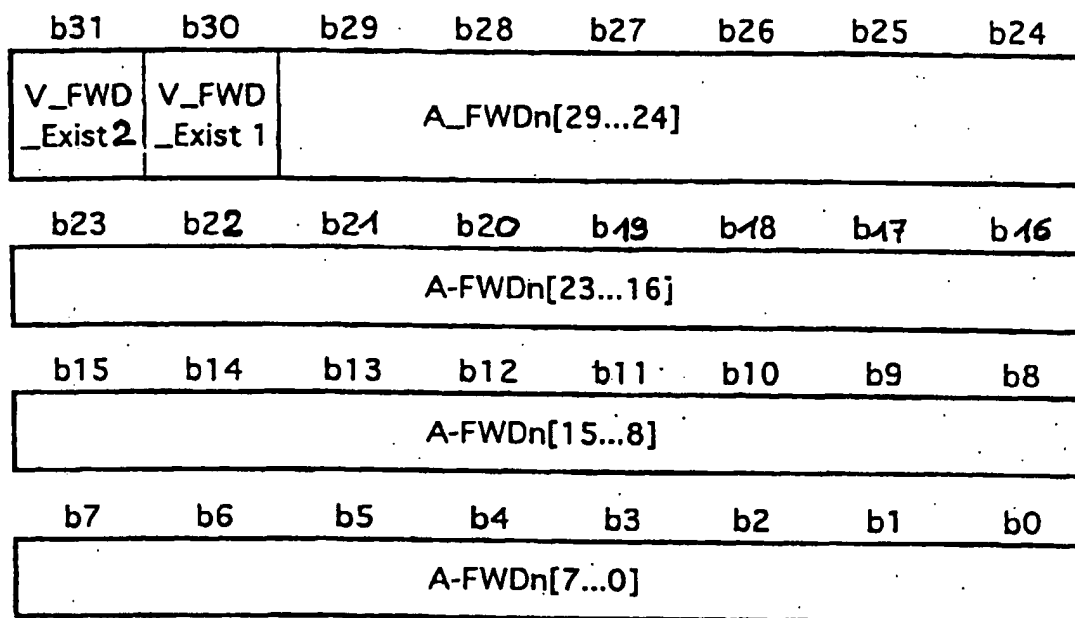 b31 b30 b29 b28 b27 b26 b25 b24
V_FWD V_FWD
_Exist2 _Exist 1
A_FWDn[29...24]
b23 b22 b21 b20 b19 b18 b17 b16
A-FWDn[23...16]
b15 b14 b13 b12 b11 b10 b9 b8
A-FWDn[15...8]
b7 b6 b5 b4 b3 b2 b1 b0
A-FWDn[7...0]